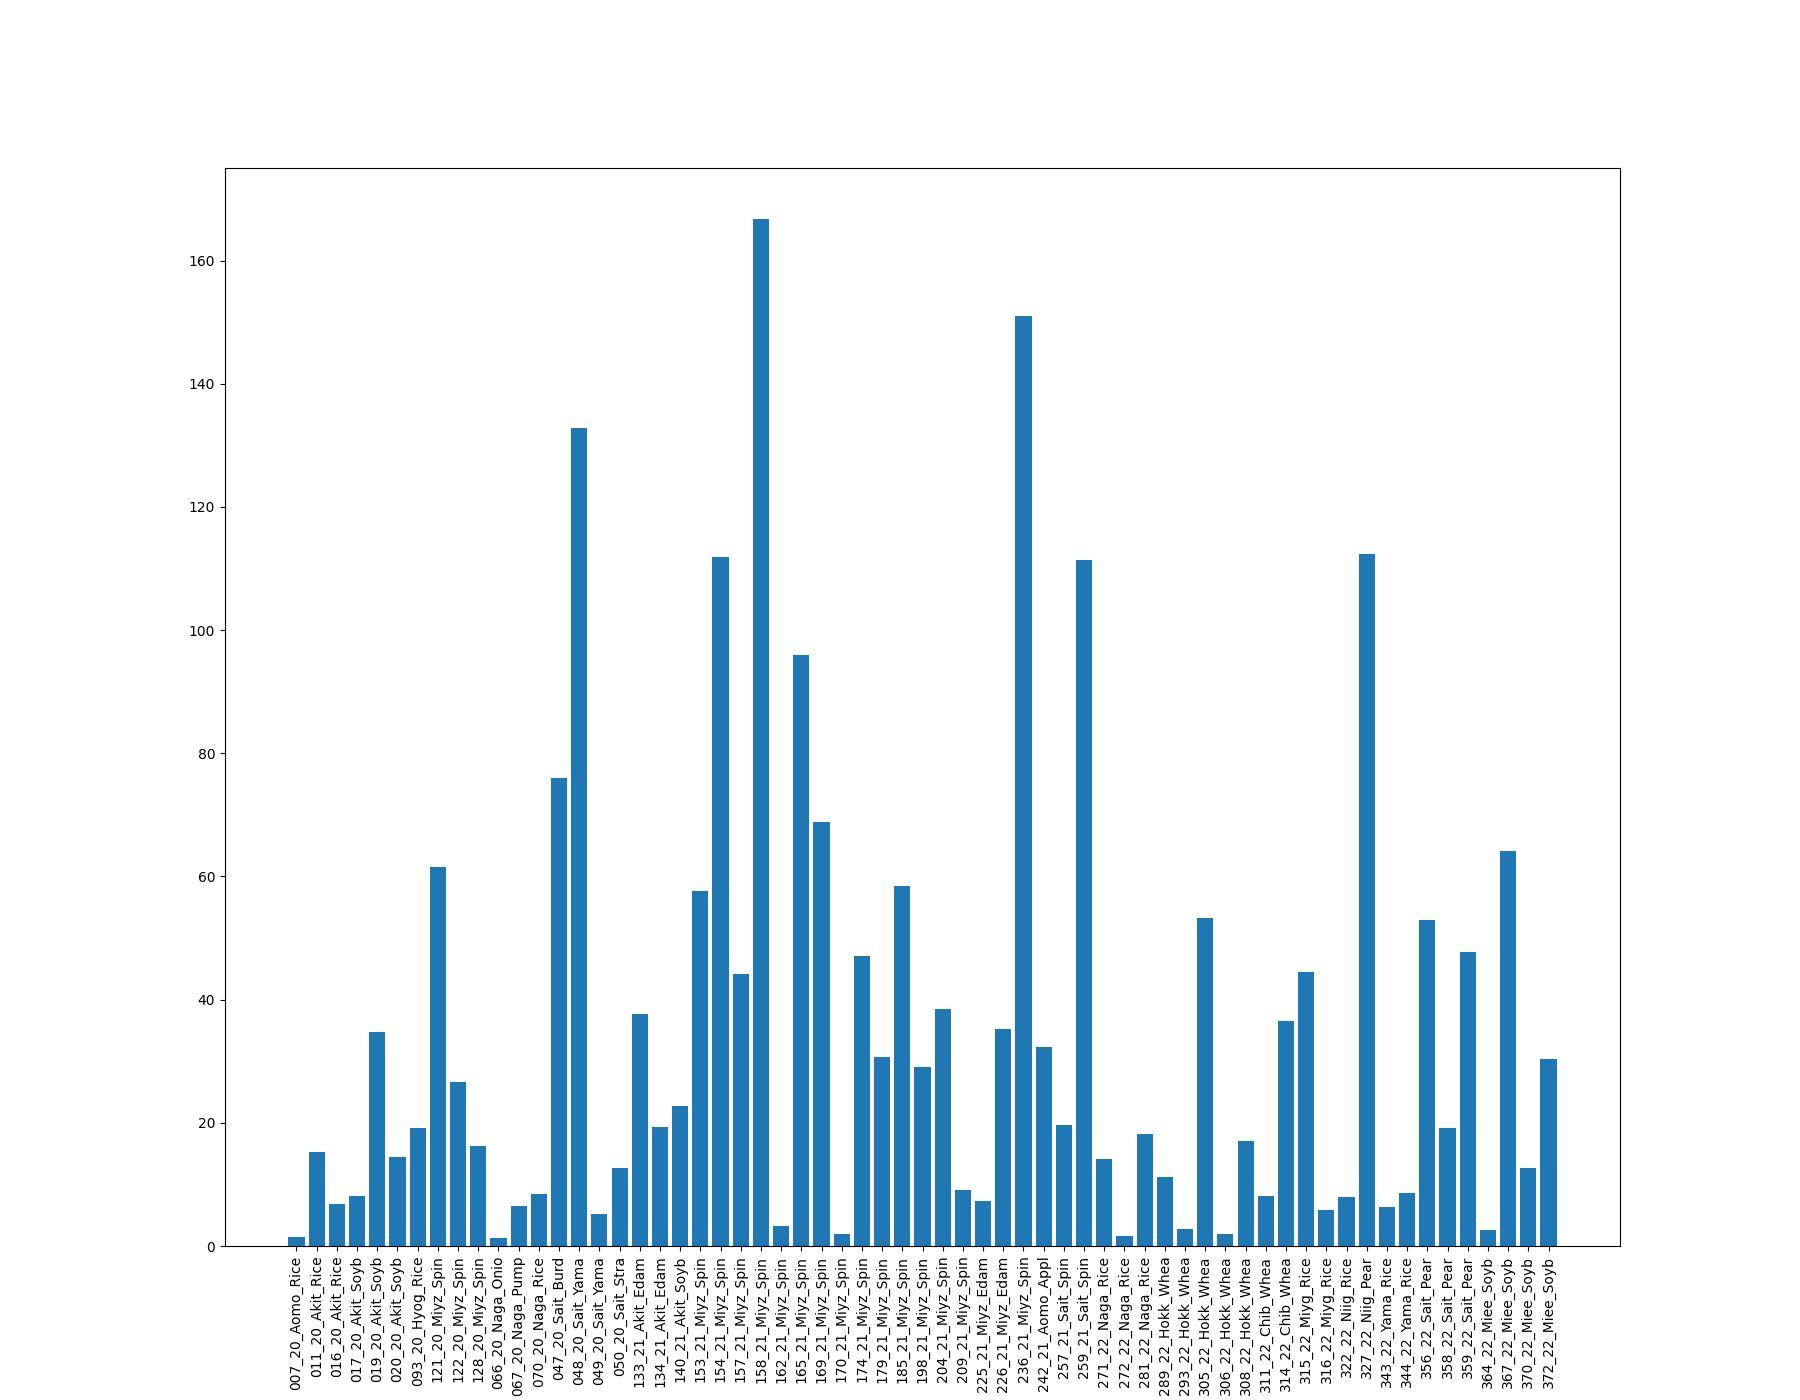 160
140
120
100
80
60
40
20
0
007_20_Aomo_Rice
011_20_Akit_Rice
016_20_Akit_Rice
017_20_Akit_Soyb
019_20_Akit_Soyb
020_20_Akit_Soyb
093_20_Hyog_Rice
121_20_Miyz_Spin
122_20_Miyz_Spin
128_20_Miyz_Spin
066_20_Naga_Onio
067_20_Naga_Pump
070_20_Naga_Rice
047_20_Sait_Burd
048_20_Sait_Yama
049_20_Sait_Yama
050_20_Sait_Stra
133_21_Akit_Edam
134_21_Akit_Edam
140_21_Akit_Soyb
153_21_Miyz_Spin
154_21_Miyz_Spin
157_21_Miyz_Spin
158_21_Miyz_Spin
162_21_Miyz_Spin
165_21_Miyz_Spin
169_21_Miyz_Spin
170_21_Miyz_Spin
174_21_Miyz_Spin
179_21_Miyz_Spin
185_21_Miyz_Spin
198_21_Miyz_Spin
204_21_Miyz_Spin
209_21_Miyz_Spin
225_21_Miyz_Edam
226_21_Miyz_Edam
236_21_Miyz_Spin
242_21_Aomo_Appl
257_21_Sait_Spin
259_21_Sait_Spin
271_22_Naga_Rice
272_22_Naga_Rice
281_22_Naga_Rice
289_22_Hokk_Whea
293_22_Hokk_Whea
305_22_Hokk_Whea
306_22_Hokk_Whea
308_22_Hokk_Whea
311_22_Chib_Whea
314_22_Chib_Whea
315_22_Miyg_Rice
316_22_Miyg_Rice
322_22_Niig_Rice
327_22_Niig_Pear
343_22_Yama_Rice
344_22_Yama_Rice
356_22_Sait_Pear
358_22_Sait_Pear
359_22_Sait_Pear
364_22_Miee_Soyb
367_22_Miee_Soyb
370_22_Miee_Soyb
372_22_Miee_Soyb